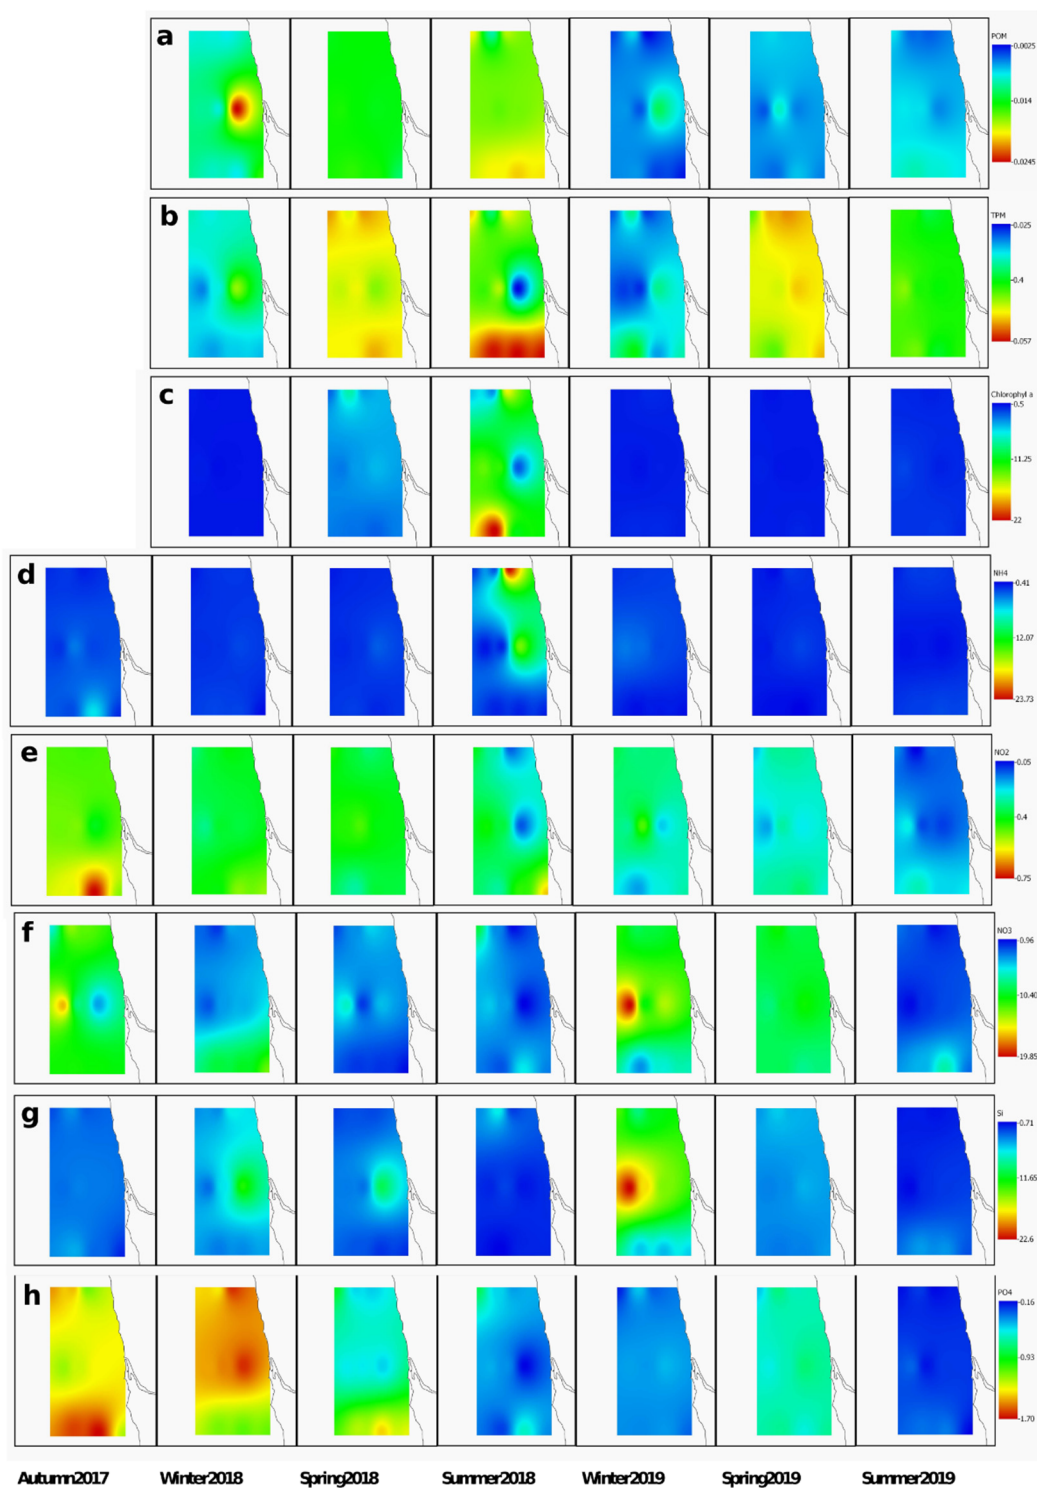 a
POM
0.0025
0.014
0.0245
b
TPM
0.025
0.4
0.057
c
Chlorophyl a
0.5
11.25
22
d
NH4
0.41
12.07
23.73
e
NO2
0.05
0.4
0.75
f
NO3
0.96
10.40
19.85
g
Si
0.71
11.65
22.6
h
PO4
0.16
0.93
1.70
Autumn2017 Winter2018 Spring2018 Summer2018 Winter2019 Spring2019 Summer2019